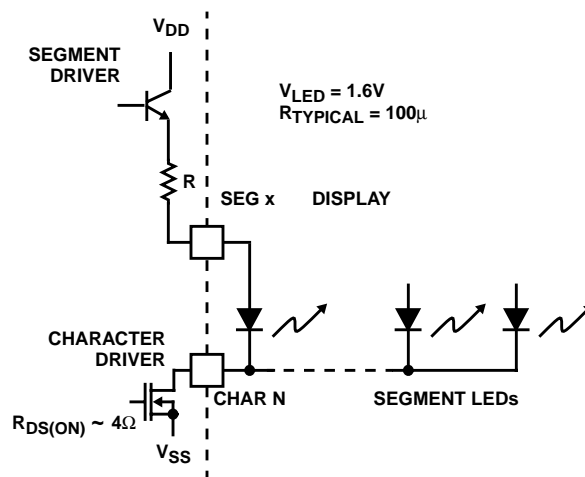 VDD
SEGMENT
DRIVER
VLED = 1.6V
RTYPICAL = 100µ
R
SEG x
DISPLAY
CHARACTER
DRIVER
CHAR N
SEGMENT LEDs
RDS(ON) ~ 4Ω
VSS